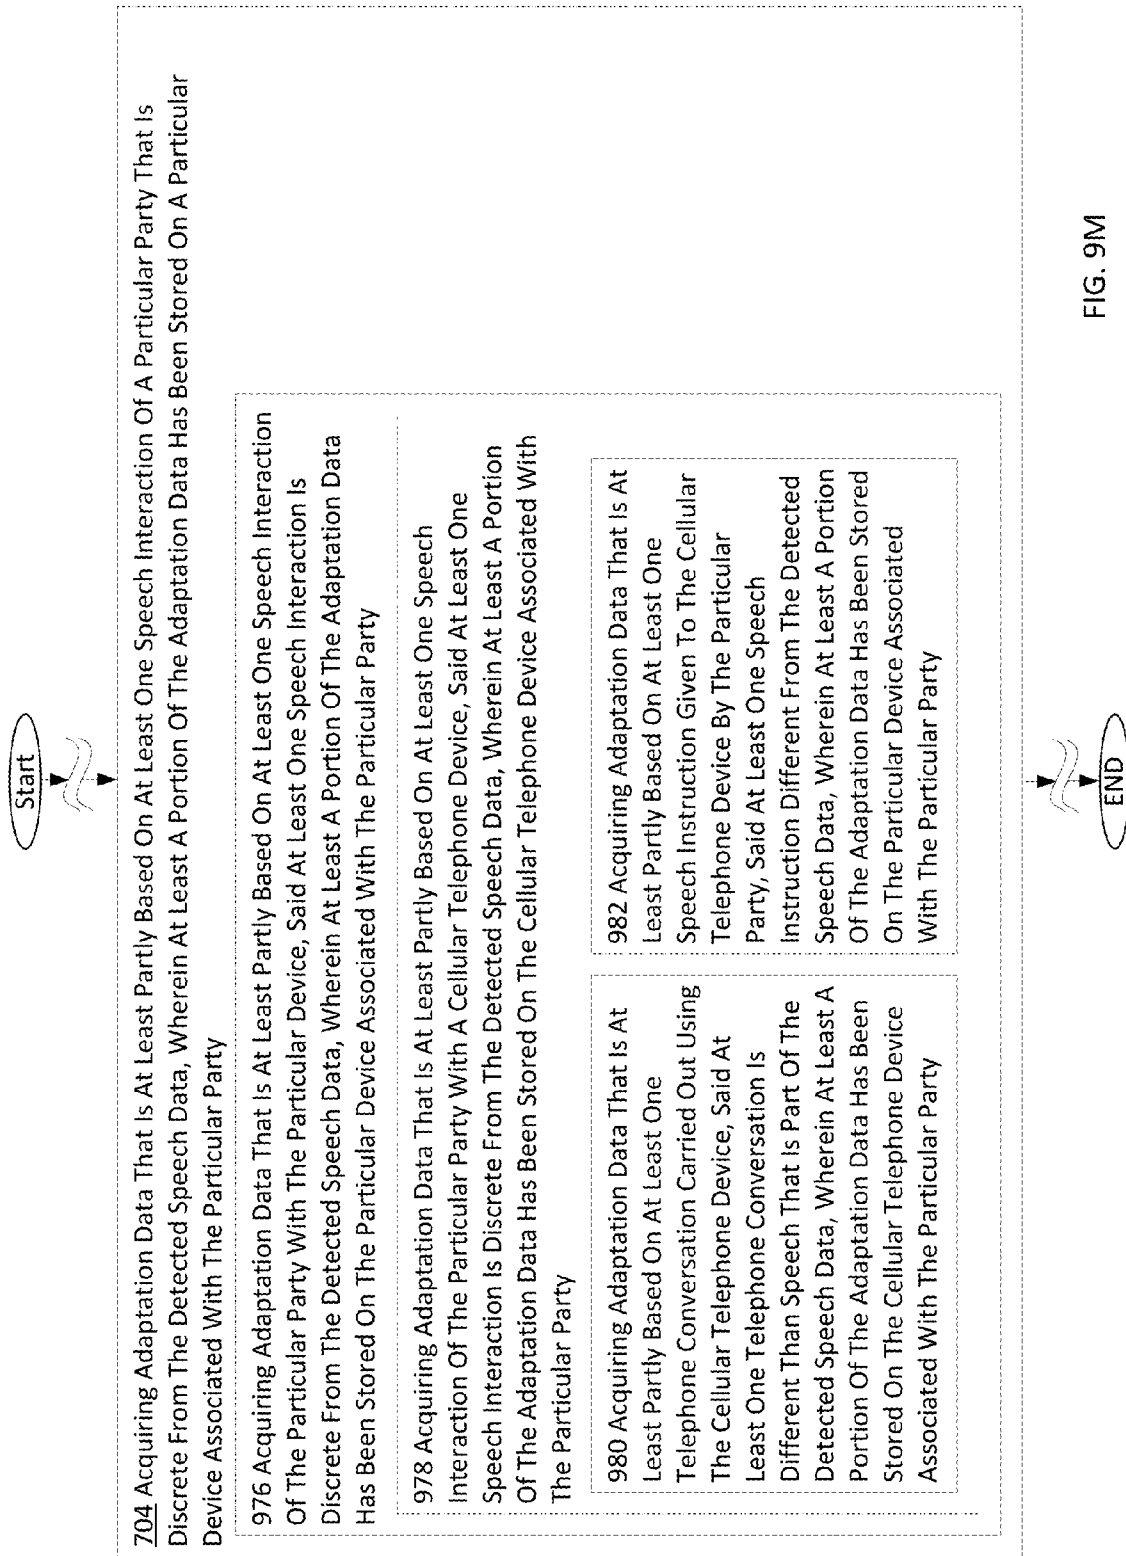 Start
704 Acquiring Adaptation Data That Is At Least Partly Based On At Least One Speech Interaction Of A Particular Party That Is
Discrete From The Detected Speech Data, Wherein At Least A Portion Of The Adaptation Data Has Been Stored On A Particular
Device Associated With The Particular Party
976 Acquiring Adaptation Data That Is At Least Partly Based On At Least One Speech Interaction
Of The Particular Party With The Particular Device, Said At Least One Speech Interaction Is
Discrete From The Detected Speech Data, Wherein At Least A Portion Of The Adaptation Data
Has Been Stored On The Particular Device Associated With The Particular Party
978 Acquiring Adaptation Data That Is At Least Partly Based On At Least One Speech
Interaction Of The Particular Party With A Cellular Telephone Device, Said At Least One
Speech Interaction Is Discrete From The Detected Speech Data, Wherein At Least A Portion
Of The Adaptation Data Has Been Stored On The Cellular Telephone Device Associated With
The Particular Party
980 Acquiring Adaptation Data That Is At
Least Partly Based On At Least One
Telephone Conversation Carried Out Using
The Cellular Telephone Device, Said At
Least One Telephone Conversation Is
Different Than Speech That Is Part Of The
Detected Speech Data, Wherein At Least A
Portion Of The Adaptation Data Has Been
Stored On The Cellular Telephone Device
Associated With The Particular Party
982 Acquiring Adaptation Data That Is At
Least Partly Based On At Least One
Speech Instruction Given To The Cellular
Telephone Device By The Particular
Party, Said At Least One Speech
Instruction Different From The Detected
Speech Data, Wherein At Least A Portion
Of The Adaptation Data Has Been Stored
On The Particular Device Associated
With The Particular Party
END
FIG. 9M